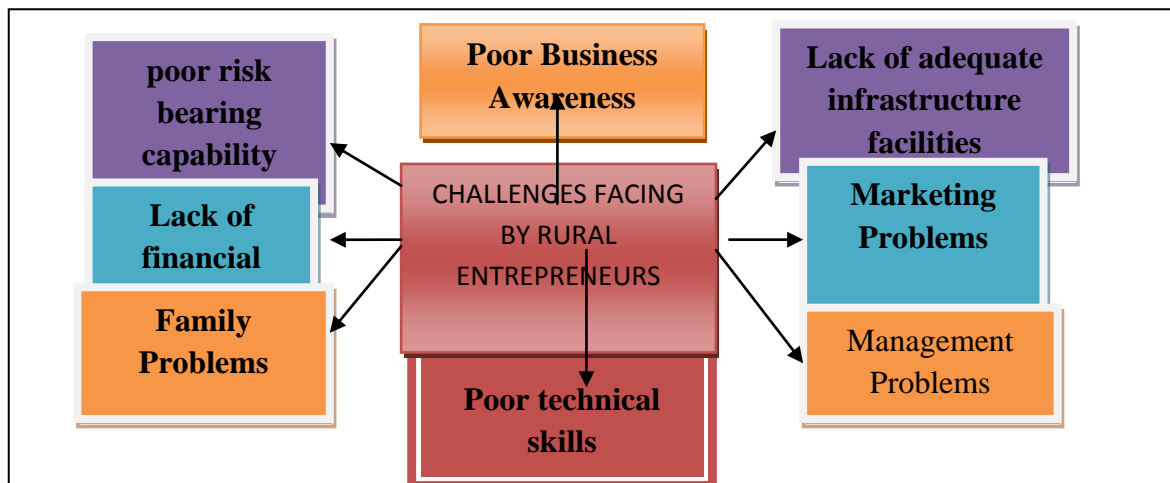 poor risk
bearing
capability
Lack of
financial
Family
Problems
Poor Business
Awareness
CHALLENGES FACING
BY RURAL
ENTREPRENEURS
Poor technical
skills
Lack of adequate
infrastructure
facilities
Marketing
Problems
Management
Problems